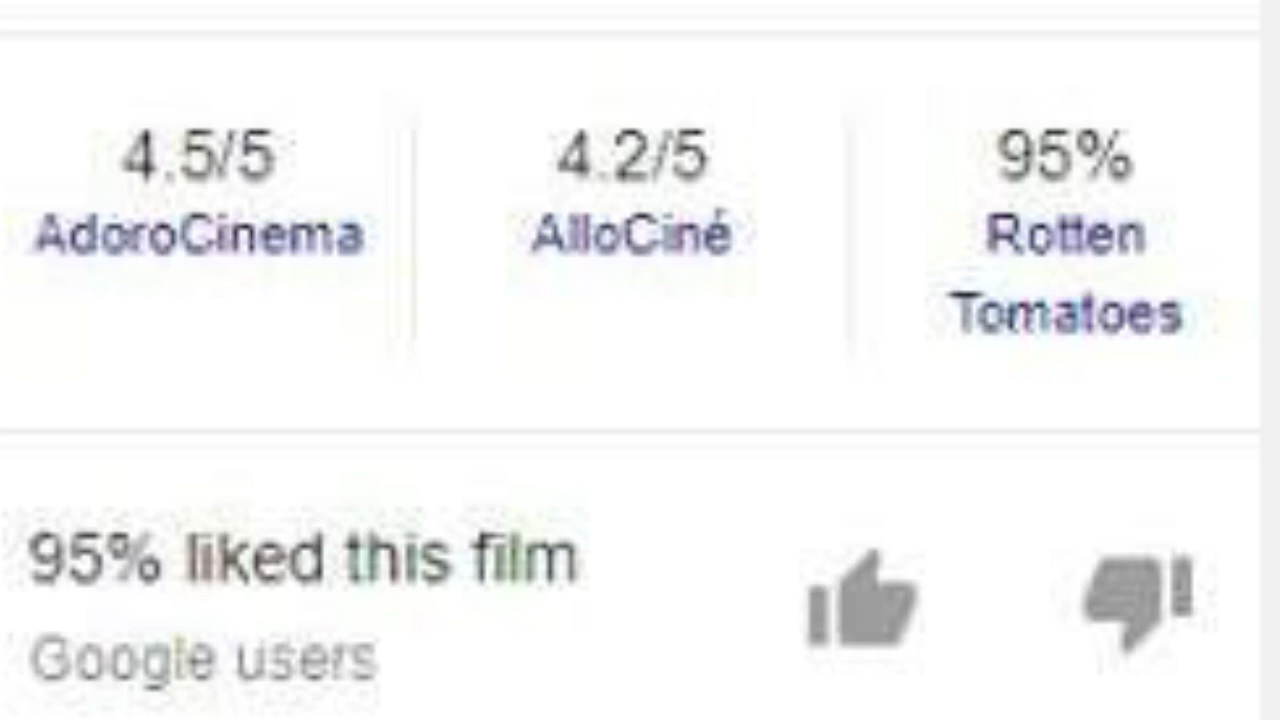 4.5/5
AdoroCinema
4.2/5
AlloCiné
95%
Rotten
Tomatoes
95% liked this film
Google users